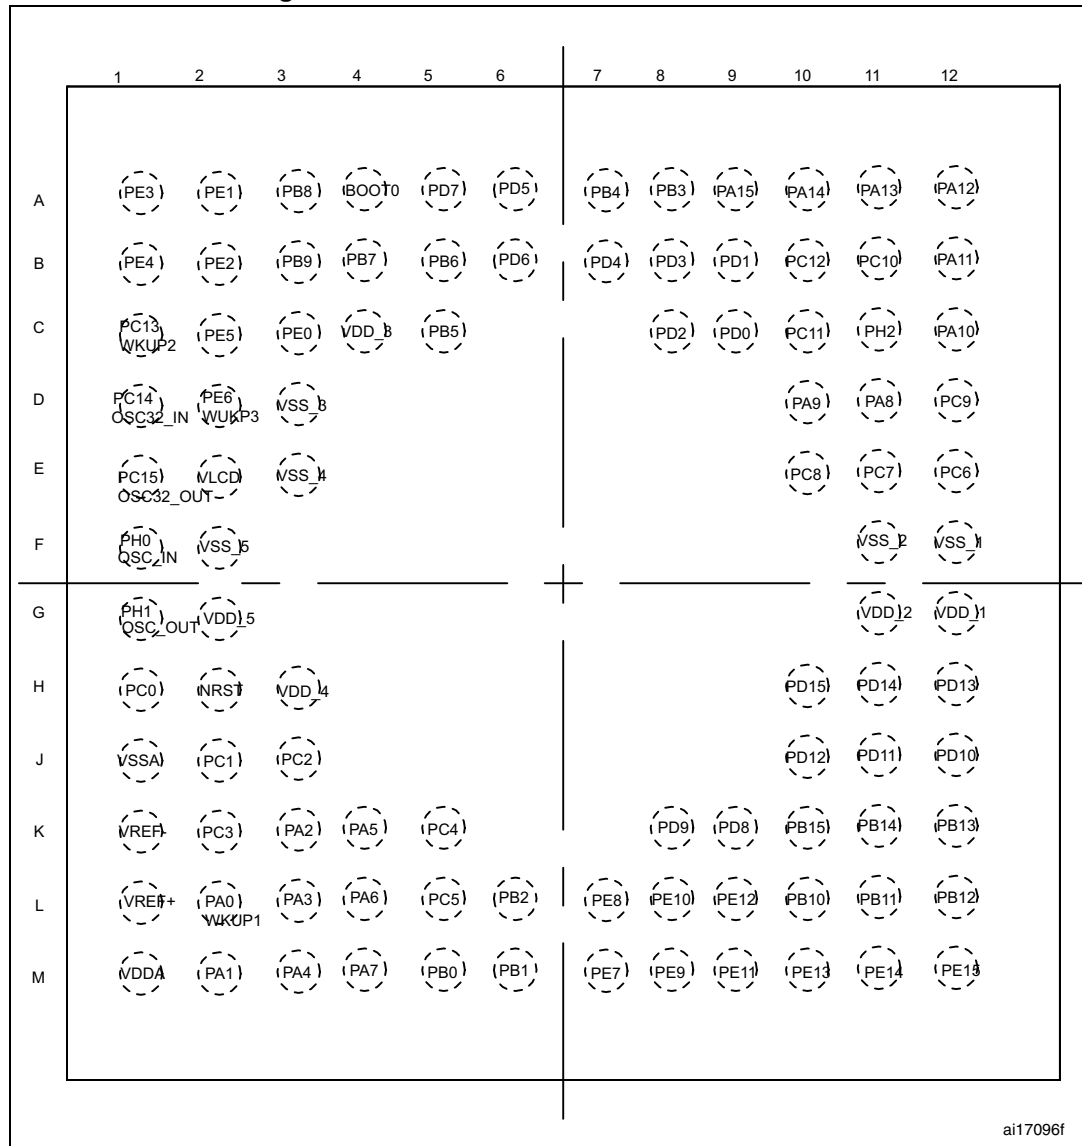 1 2 3 4 5 6 7 8 9 10 11 12
A PE3 PE1 PB8 BOOT0 PD7 PD5 PB4 PB3 PA15 PA14 PA13 PA12
B PE4 PE2 PB9 PB7 PB6 PD6 PD4 PD3 PD1 PC12 PC10 PA11
C PC13 PE5 PE0 VDD_3 PB5 PD2 PD0 PC11 PH2 PA10
WKUP2
D PC14 PE6 VSS_3 PA9 PA8 PC9
OSC32_IN WUKP3
E PC15 VLCD VSS_4 PC8 PC7 PC6
OSC32_OUT
F PH0 VSS_5 VSS_2 VSS_1
OSC_IN
G PH1 VDD_5 VDD_2 VDD_1
OSC_OUT
H PC0 NRST VDD_4 PD15 PD14 PD13
J VSSA PC1 PC2 PD12 PD11 PD10
K VREF- PC3 PA2 PA5 PC4 PD9 PD8 PB15 PB14 PB13
L VREF+ PA0 PA3 PA6 PC5 PB2 PE8 PE10 PE12 PB10 PB11 PB12
WKUP1
M VDDA PA1 PA4 PA7 PB0 PB1 PE7 PE9 PE11 PE13 PE14 PE15
ai17096f